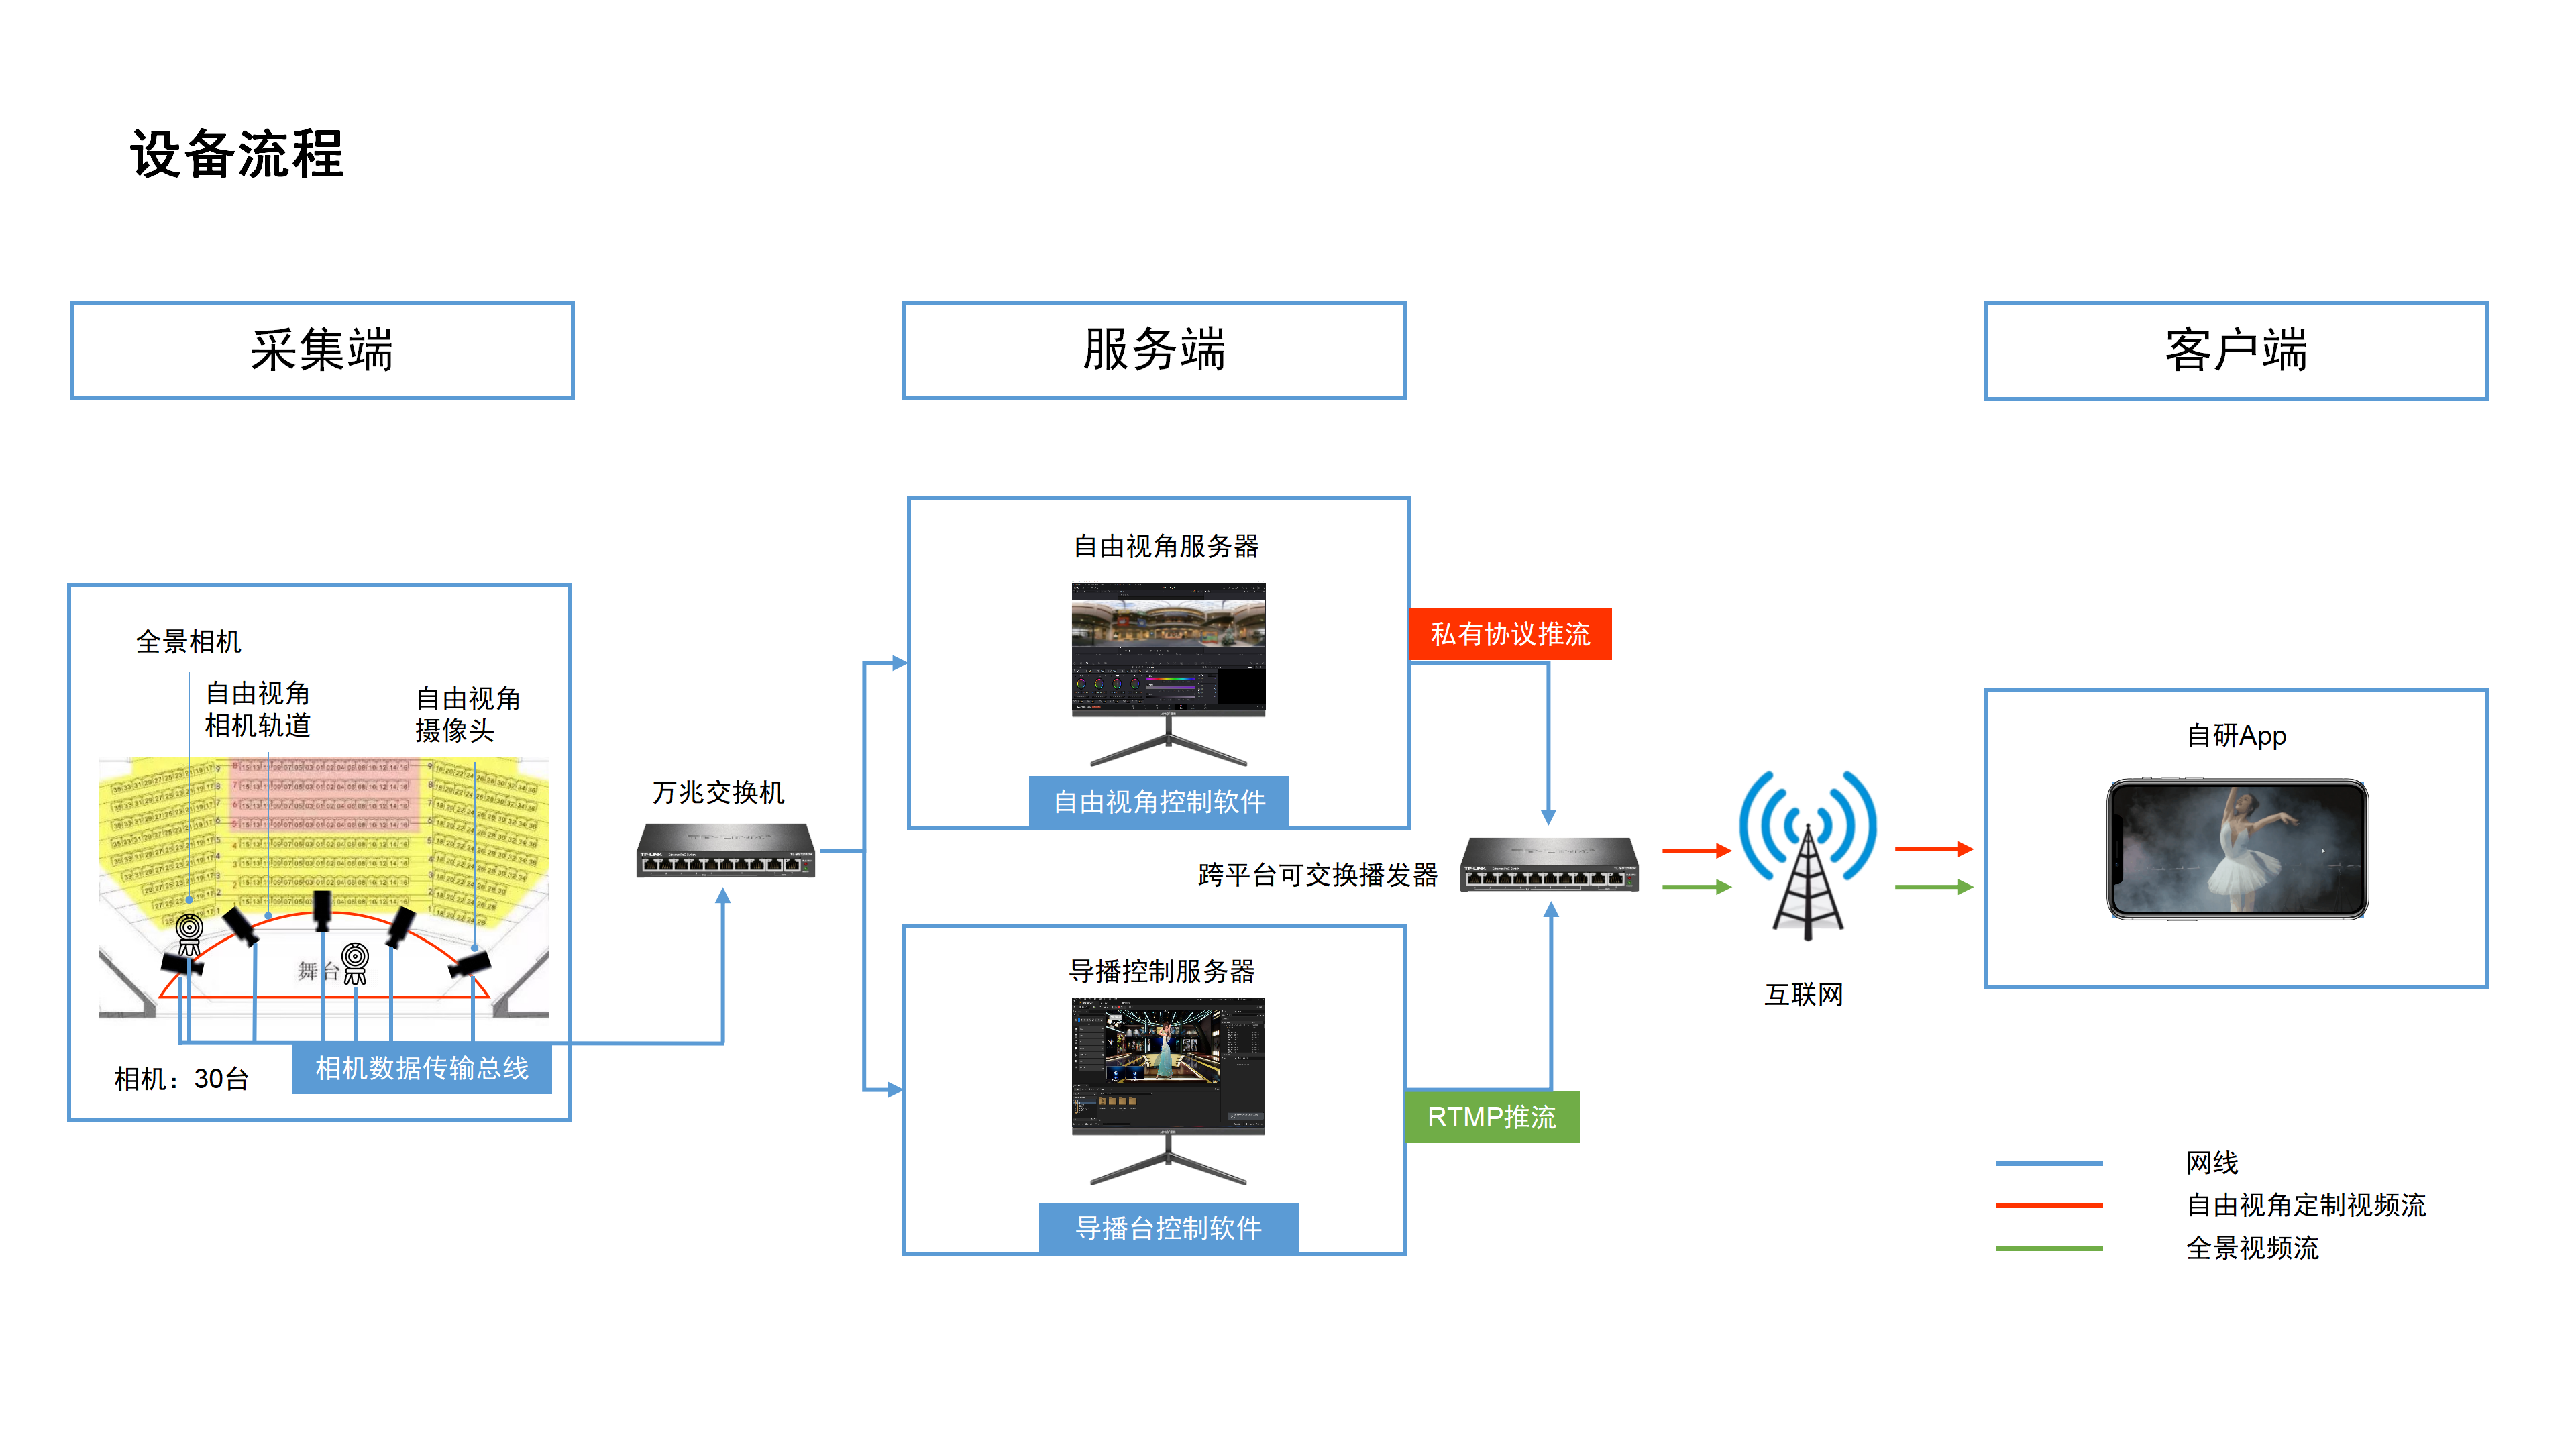 设备流程
采集端
服务端
客户端
全景相机
自由视角
相机轨道
自由视角
摄像头
舞台
相机：30台
相机数据传输总线
万兆交换机
TP-LINK
自由视角服务器
自由视角控制软件
私有协议推流
跨平台可交换播发器
TP-LINK
导播控制服务器
导播台控制软件
RTMP推流
互联网
自研App
网线
自由视角定制视频流
全景视频流